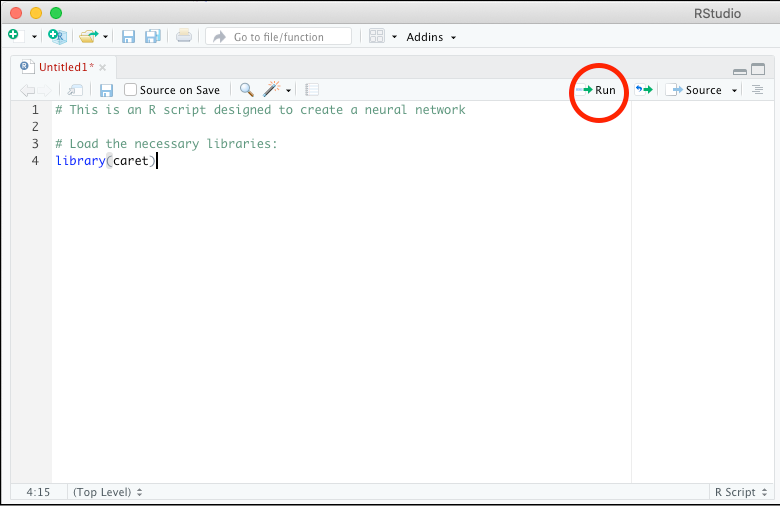 RStudio
Go to file/function
Addins
Untitled1*
Source on Save
Run
Source
1 # This is an R script designed to create a neural network
2
3 # Load the necessary libraries:
4 library(caret)
4:15
(Top Level)
R Script